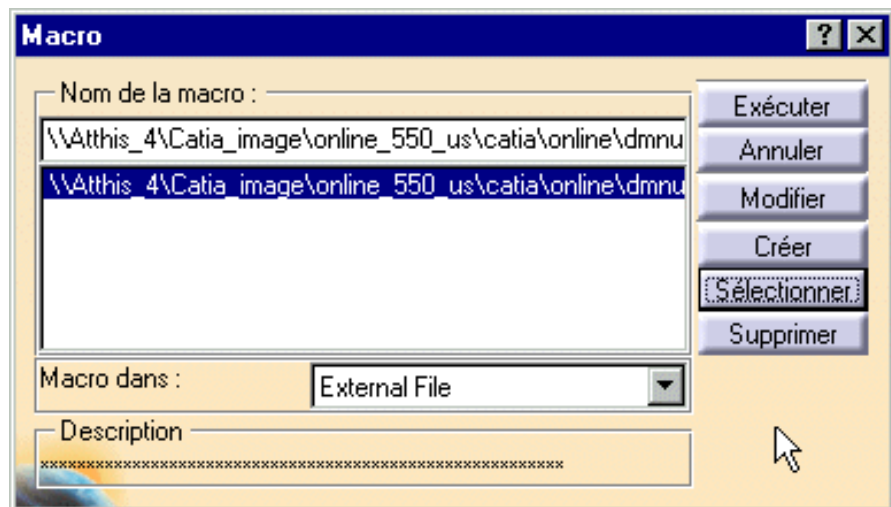 Macro
Nom de la macro :
\\Atthis_4\Catia_image\online_550_us\catia\online\dmnu
\\Atthis_4\Catia_image\online_550_us\catia\online\dmnu
Exécuter
Annuler
Modifier
Créer
Sélectionner
Supprimer
Macro dans :
External File
Description
××××××××××××××××××××××××××××××××××××××××××××××××××××××××××